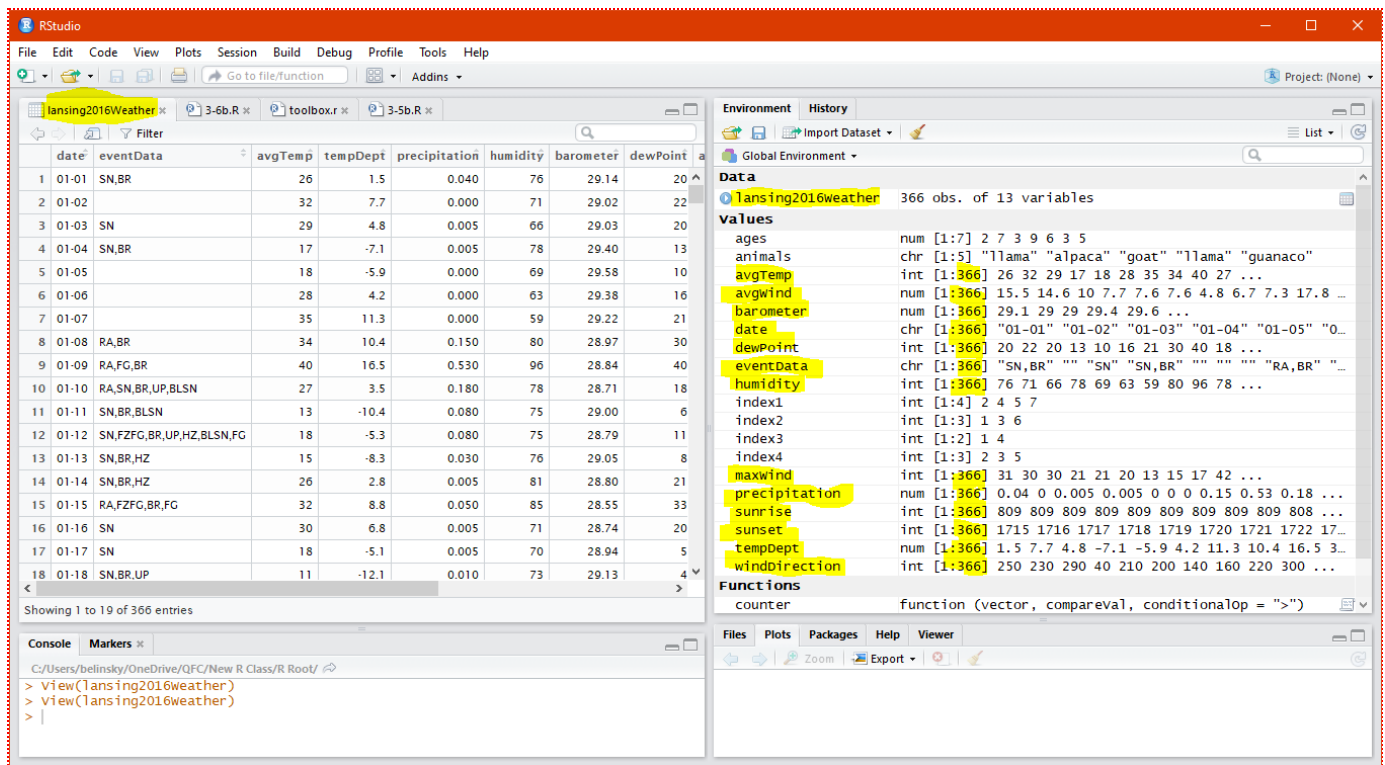 RStudio
File Edit Code View Plots Session Build Debug Profile Tools Help
Go to file/function Addins Project: (None)
lansing2016Weather 3-6b.R toolbox.r 3-5b.R
Filter
date eventData avgTemp tempDept precipitation humidity barometer dewPoint a
1 01-01 SN,BR 26 1.5 0.040 76 29.14 20
2 01-02 32 7.7 0.000 71 29.02 22
3 01-03 SN 29 4.8 0.005 66 29.03 20
4 01-04 SN,BR 17 -7.1 0.005 78 29.40 13
5 01-05 18 -5.9 0.000 69 29.58 10
6 01-06 28 4.2 0.000 63 29.38 16
7 01-07 35 11.3 0.000 59 29.22 21
8 01-08 RA,BR 34 10.4 0.150 80 28.97 30
9 01-09 RA,FG,BR 40 16.5 0.530 96 28.84 40
10 01-10 RA,SN,BR,UP,BLSN 27 3.5 0.180 78 28.71 18
11 01-11 SN,BR,BLSN 13 -10.4 0.080 75 29.00 6
12 01-12 SN,FZFG,BR,UP,HZ,BLSN,FG 18 -5.3 0.080 75 28.79 11
13 01-13 SN,BR,HZ 15 -8.3 0.030 76 29.05 8
14 01-14 SN,BR,HZ 26 2.8 0.005 81 28.80 21
15 01-15 RA,FZFG,BR,FG 32 8.8 0.050 85 28.55 33
16 01-16 SN 30 6.8 0.005 71 28.74 20
17 01-17 SN 18 -5.1 0.005 70 28.94 5
18 01-18 SN,BR,UP 11 -12.1 0.010 73 29.13 4
Showing 1 to 19 of 366 entries
Console Markers
C:/Users/belinsky/OneDrive/QFC/New R Class/R Root/
> View(lansing2016Weather)
> View(lansing2016Weather)
>
Environment History
Import Dataset List
Global Environment
Data
lansing2016Weather 366 obs. of 13 variables
Values
ages num [1:7] 2 7 3 9 6 3 5
animals chr [1:5] "llama" "alpaca" "goat" "llama" "guanaco"
avgTemp int [1:366] 26 32 29 17 18 28 35 34 40 27 ...
avgWind num [1:366] 15.5 14.6 10 7.7 7.6 7.6 4.8 6.7 7.3 17.8 …
barometer num [1:366] 29.1 29 29 29.4 29.6 ...
date chr [1:366] "01-01" "01-02" "01-03" "01-04" "01-05" "0…
dewPoint int [1:366] 20 22 20 13 10 16 21 30 40 18 ...
eventData chr [1:366] "SN,BR" "" "SN" "SN,BR" "" "" "" "RA,BR" "…
humidity int [1:366] 76 71 66 78 69 63 59 80 96 78 ...
index1 int [1:4] 2 4 5 7
index2 int [1:3] 1 3 6
index3 int [1:2] 1 4
index4 int [1:3] 2 3 5
maxWind int [1:366] 31 30 30 21 21 20 13 15 17 42 ...
precipitation num [1:366] 0.04 0 0.005 0.005 0 0 0 0.15 0.53 0.18 ...
sunrise int [1:366] 809 809 809 809 809 809 809 809 809 808 ...
sunset int [1:366] 1715 1716 1717 1718 1719 1720 1721 1722 17…
tempDept num [1:366] 1.5 7.7 4.8 -7.1 -5.9 4.2 11.3 10.4 16.5 3…
windDirection int [1:366] 250 230 290 40 210 200 140 160 220 300 ...
Functions
counter function (vector, compareVal, conditionalOp = ">")
Files Plots Packages Help Viewer
Zoom Export